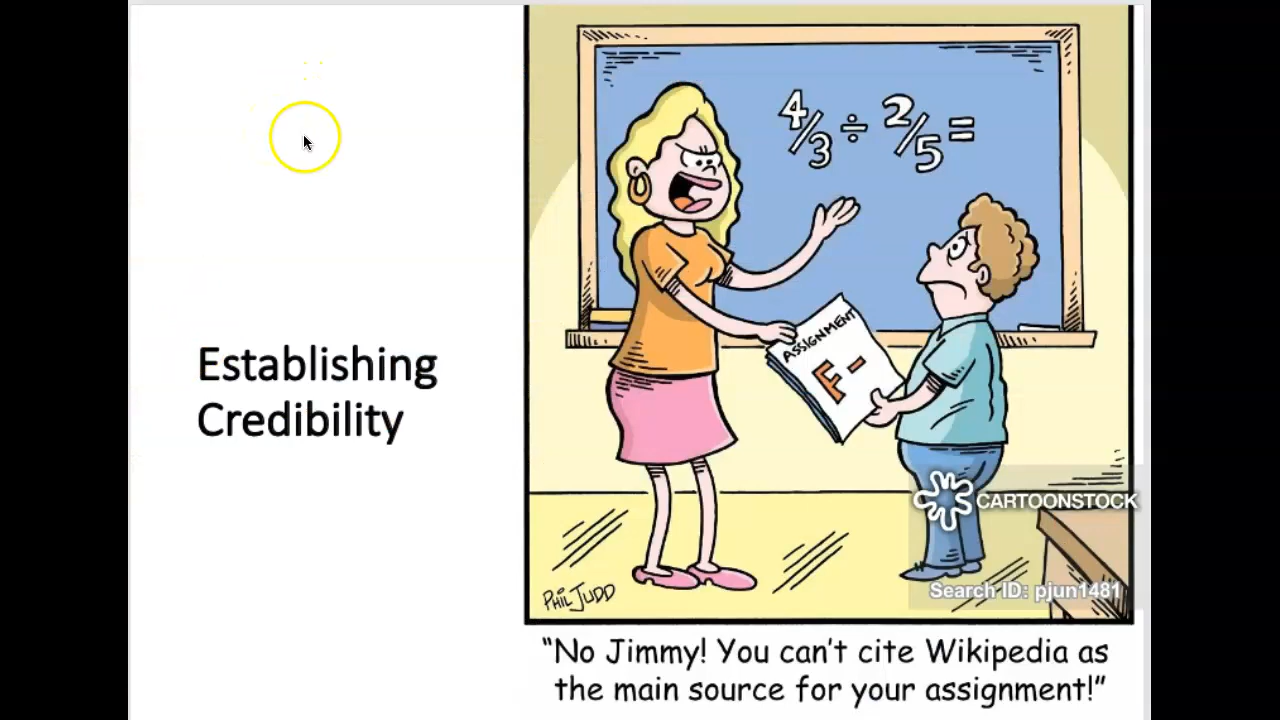 Establishing
Credibility
4/3 ÷ 2/5 =
ASSIGNMENT
F-
CARTOONSTOCK
Search ID: pjun1481
PHIL JUDD
"No Jimmy! You can't cite Wikipedia as
the main source for your assignment!"